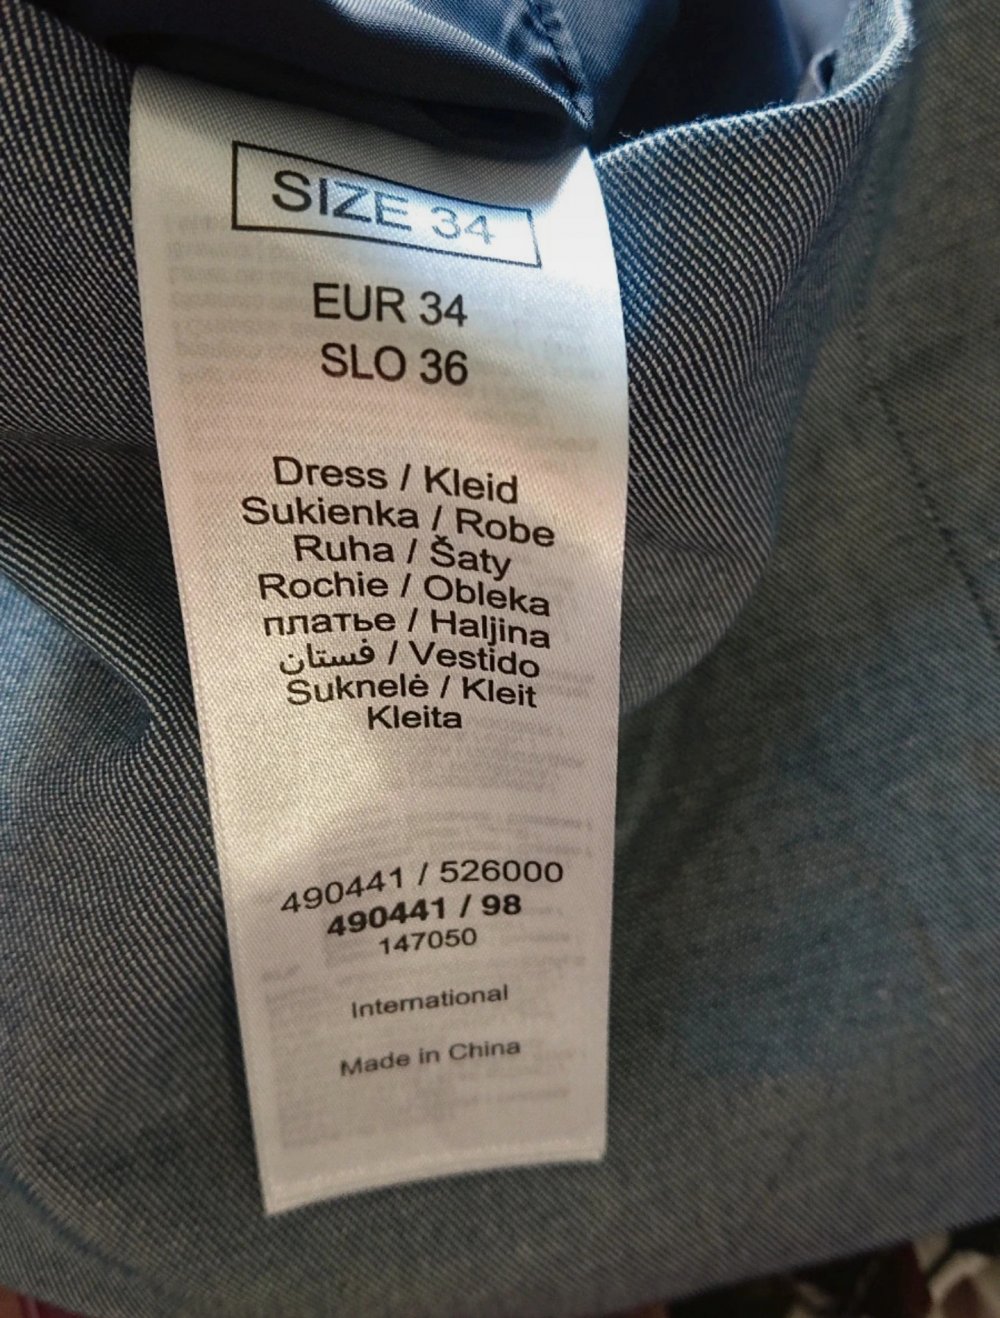 SIZE 34
EUR 34
SLO 36
Dress / Kleid
Sukienka / Robe
Ruha / Šaty
Rochie / Obleka
платье / Haljina
فستان / Vestido
Suknelė / Kleit
Kleita
490441 / 526000
490441 / 98
147050
International
Made in China